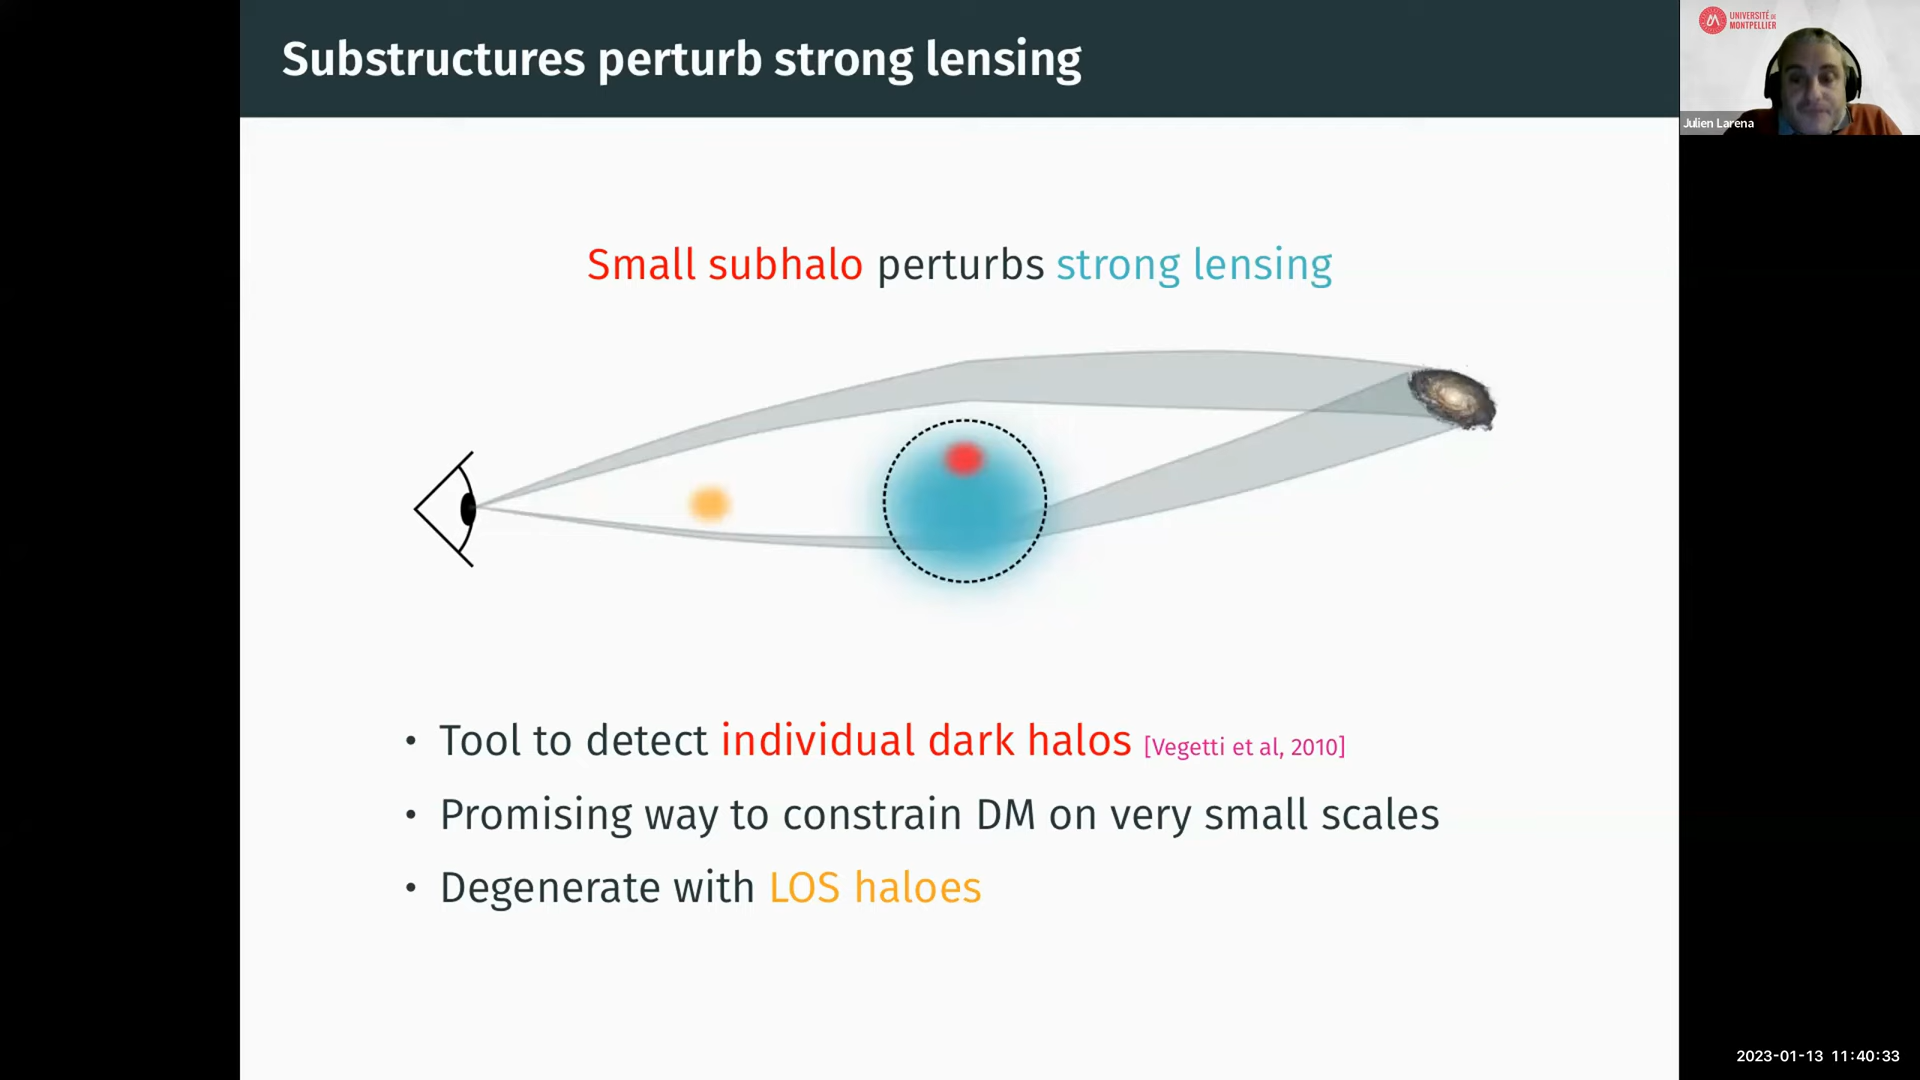 Substructures perturb strong lensing
UNIVERSITÉ DE
MONTPELLIER
Julien Larena
Small subhalo perturbs strong lensing
• Tool to detect individual dark halos [Vegetti et al, 2010]
• Promising way to constrain DM on very small scales
• Degenerate with LOS haloes
2023-01-13 11:40:33